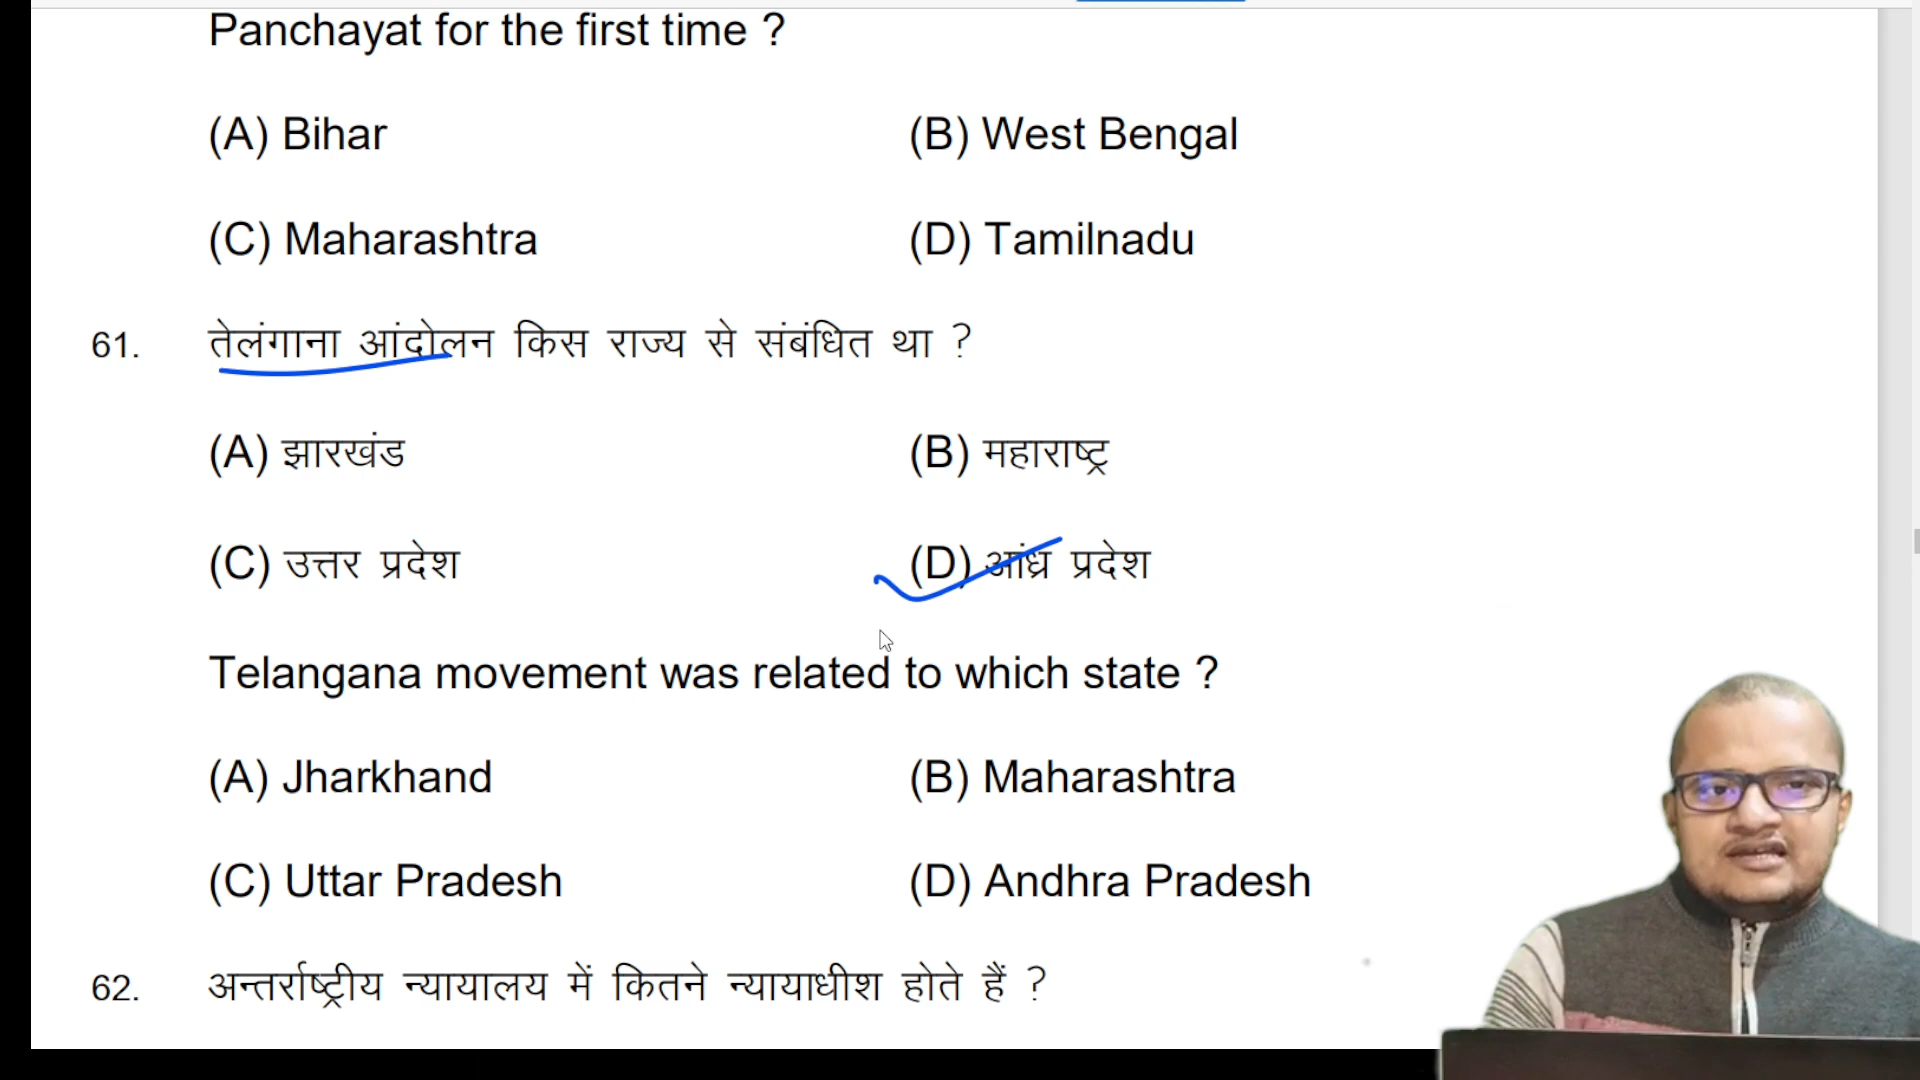 Panchayat for the first time ?
(A) Bihar (B) West Bengal
(C) Maharashtra (D) Tamilnadu
61. तेलंगाना आंदोलन किस राज्य से संबंधित था ?
(A) झारखंड (B) महाराष्ट्र
(C) उत्तर प्रदेश (D) आंध्र प्रदेश
Telangana movement was related to which state ?
(A) Jharkhand (B) Maharashtra
(C) Uttar Pradesh (D) Andhra Pradesh
62. अन्तर्राष्ट्रीय न्यायालय में कितने न्यायाधीश होते हैं ?